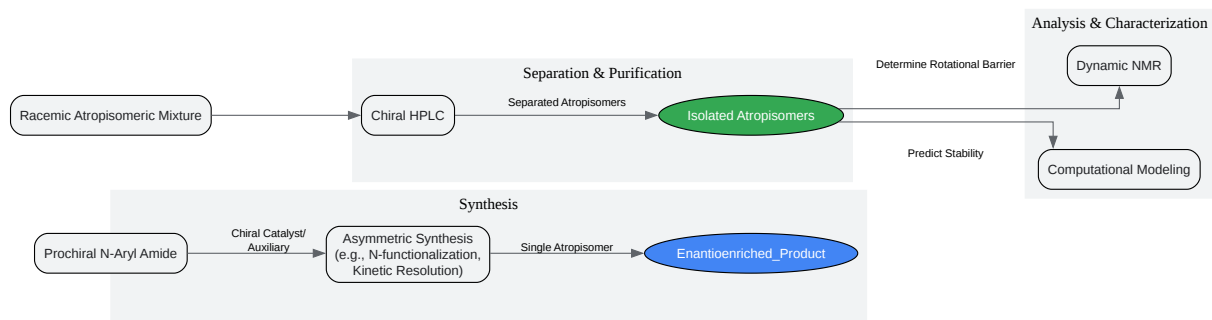 Analysis & Characterization
Separation & Purification
Determine Rotational Barrier
Dynamic NMR
Racemic Atropisomeric Mixture
Chiral HPLC
Separated Atropisomers
Isolated Atropisomers
Predict Stability
Computational Modeling
Synthesis
Prochiral N-Aryl Amide
Chiral Catalyst/
Auxiliary
Asymmetric Synthesis
(e.g., N-functionalization,
Kinetic Resolution)
Single Atropisomer
Enantioenriched_Product